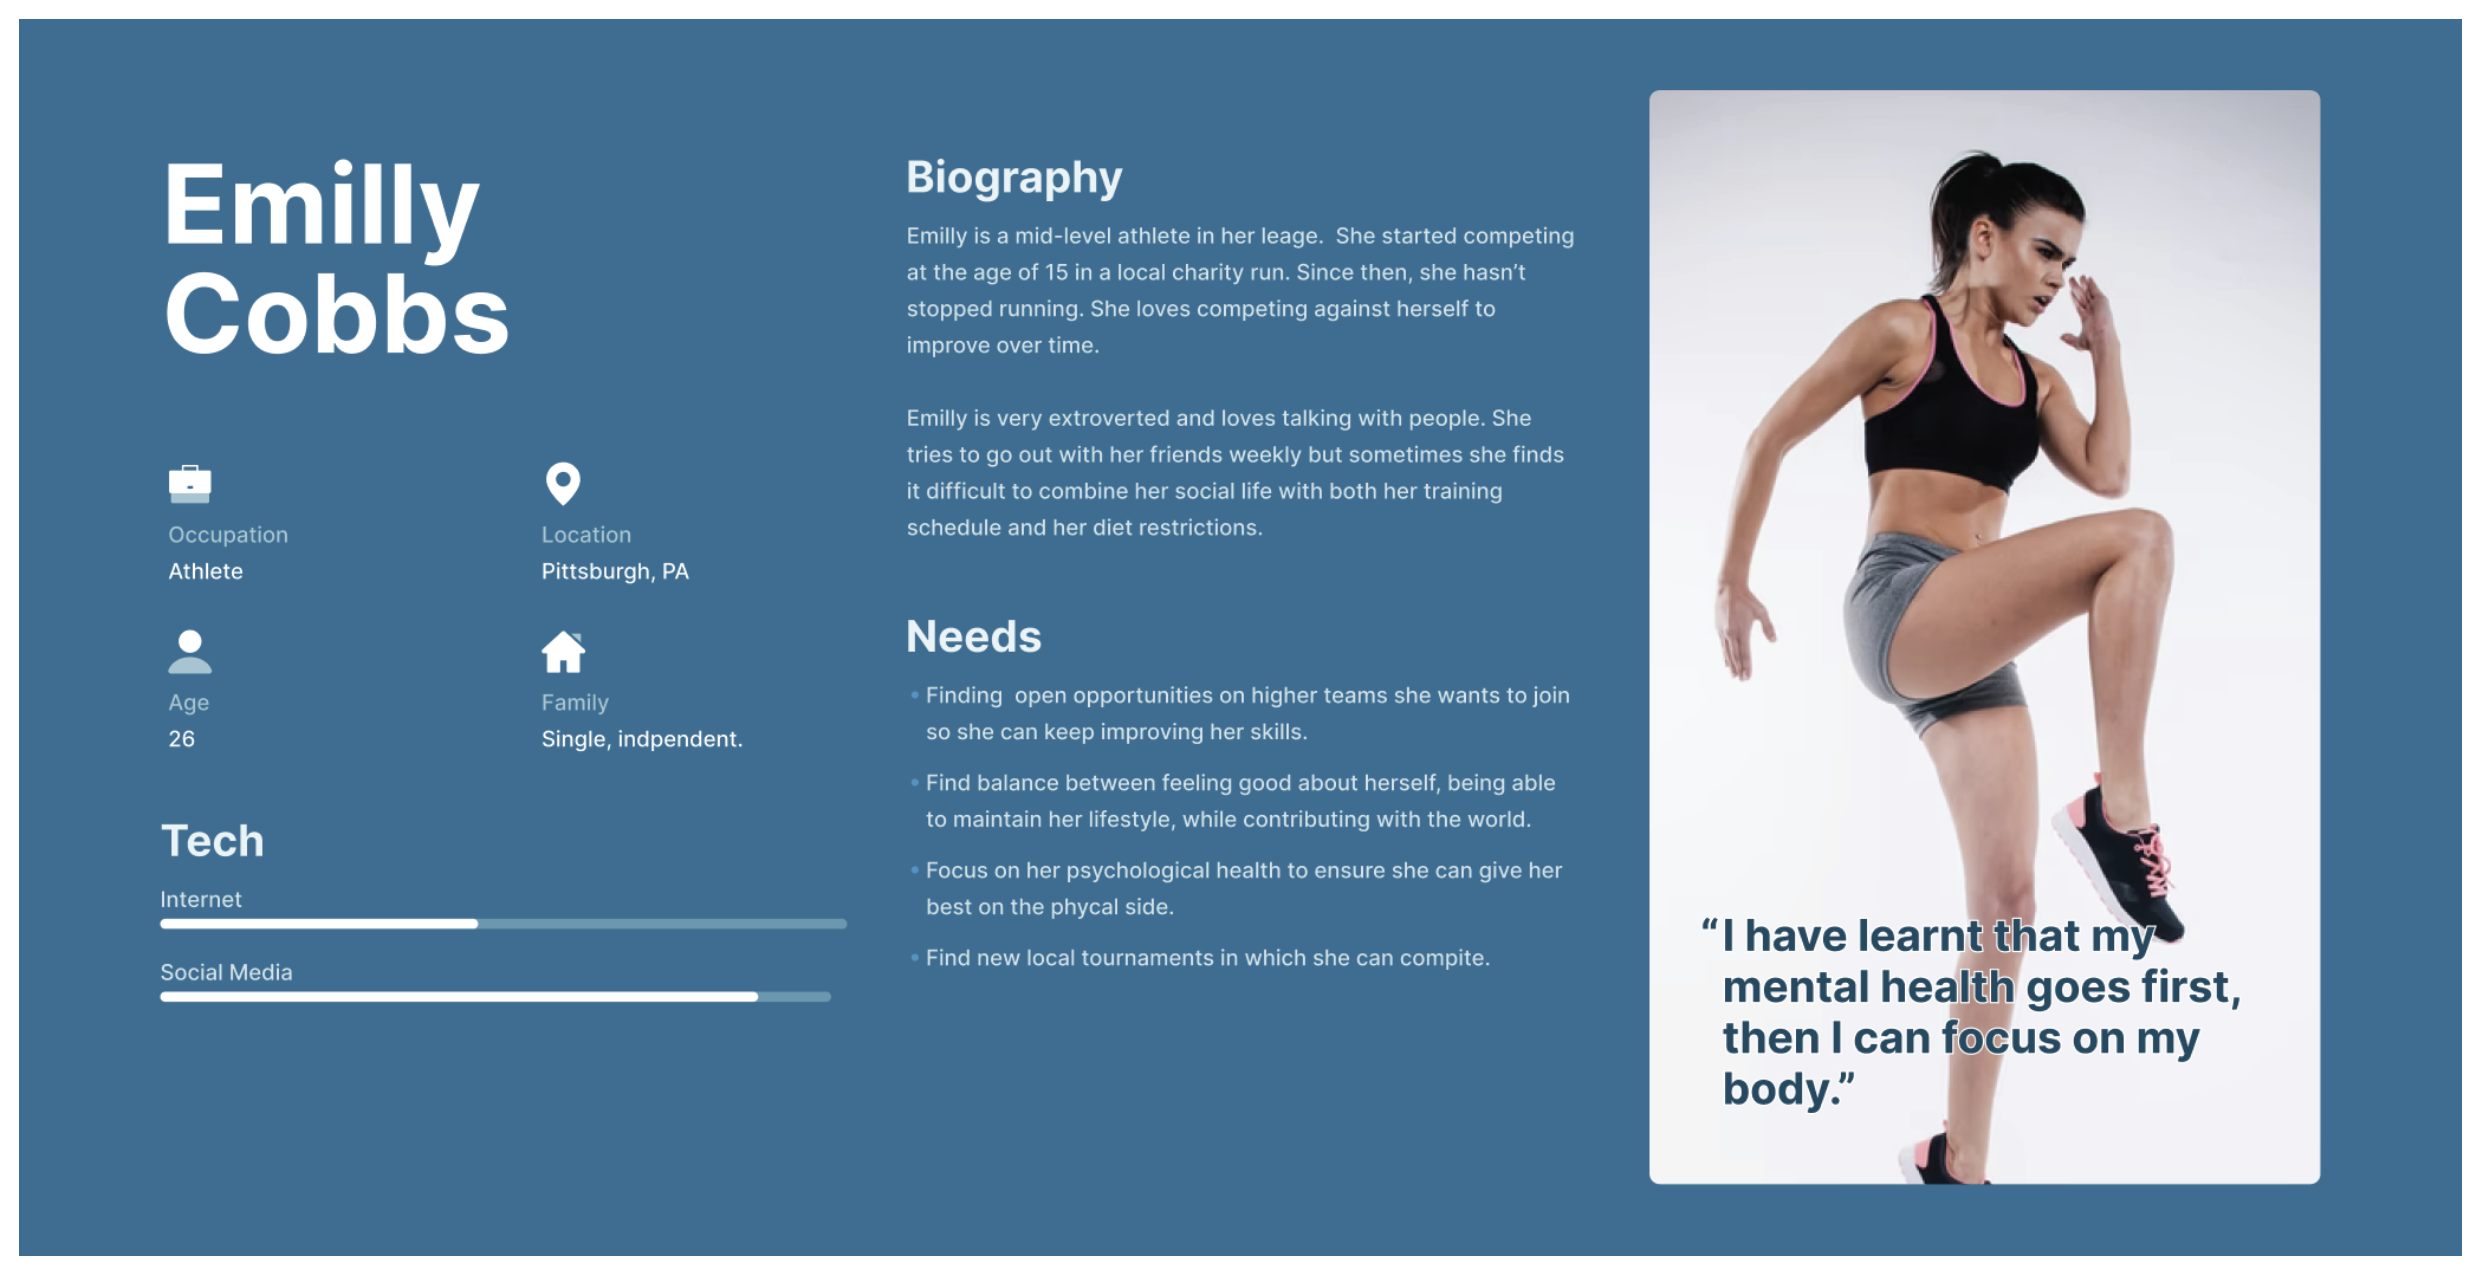 Emilly
Cobbs
Occupation
Athlete
Location
Pittsburgh, PA
Age
26
Family
Single, indpendent.
Tech
Internet
Social Media
Biography
Emilly is a mid-level athlete in her leage.  She started competing
at the age of 15 in a local charity run. Since then, she hasn’t
stopped running. She loves competing against herself to
improve over time.
Emilly is very extroverted and loves talking with people. She
tries to go out with her friends weekly but sometimes she finds
it difficult to combine her social life with both her training
schedule and her diet restrictions.
Needs
• Finding  open opportunities on higher teams she wants to join
so she can keep improving her skills.
• Find balance between feeling good about herself, being able
to maintain her lifestyle, while contributing with the world.
• Focus on her psychological health to ensure she can give her
best on the phycal side.
• Find new local tournaments in which she can compite.
“I have learnt that my
mental health goes first,
then I can focus on my
body.”